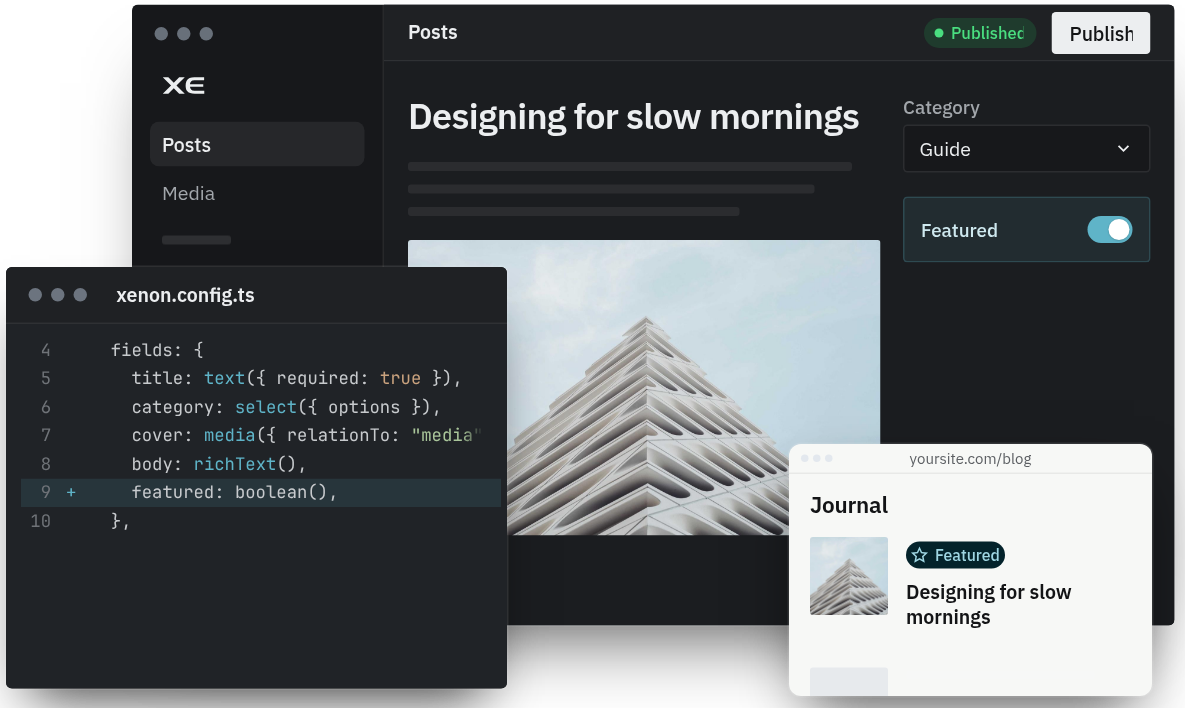 Posts
Published
Publish
XE
Posts
Media
Designing for slow mornings
Category
Guide
Featured
xenon.config.ts
4 fields: {
5 title: text({ required: true }),
6 category: select({ options }),
7 cover: media({ relationTo: "media"
8 body: richText(),
9 + featured: boolean(),
10 },
yoursite.com/blog
Journal
Featured
Designing for slow
mornings